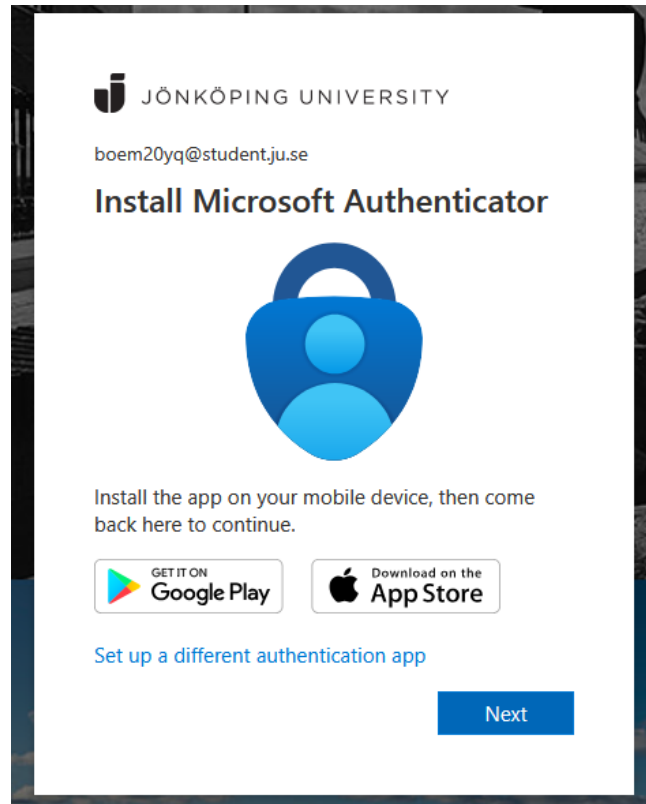 JÖNKÖPING UNIVERSITY
boem20yq@student.ju.se
Install Microsoft Authenticator
Install the app on your mobile device, then come
back here to continue.
GET IT ON
Google Play
Download on the
App Store
Set up a different authentication app
Next